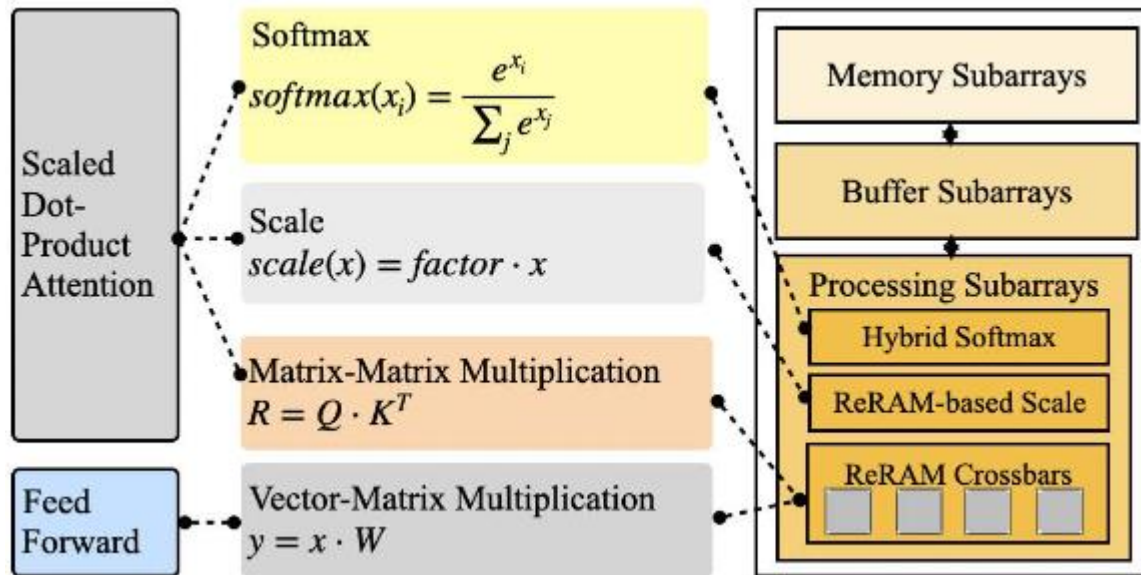 Scaled
Dot-
Product
Attention
Feed
Forward
Softmax
softmax(x_i) = e^{x_i} / ∑_j e^{x_j}
Scale
scale(x) = factor · x
Matrix-Matrix Multiplication
R = Q · K^T
Vector-Matrix Multiplication
y = x · W
Memory Subarrays
Buffer Subarrays
Processing Subarrays
Hybrid Softmax
ReRAM-based Scale
ReRAM Crossbars